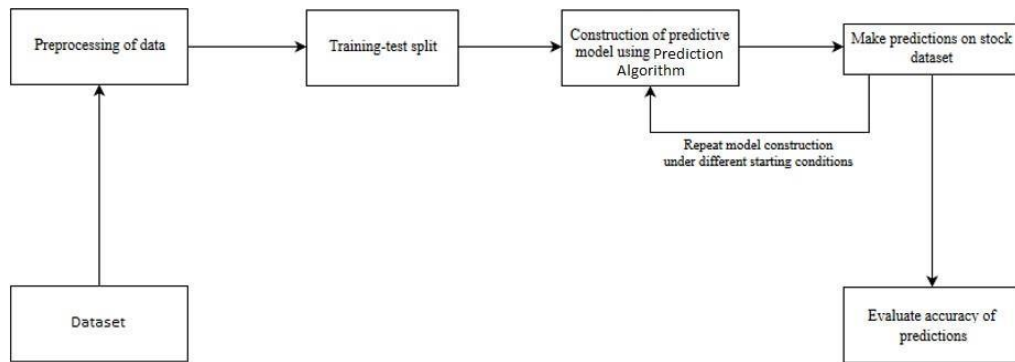 Preprocessing of data
Training-test split
Construction of predictive
model using Prediction
Algorithm
Make predictions on stock
dataset
Repeat model construction
under different starting conditions
Dataset
Evaluate accuracy of
predictions